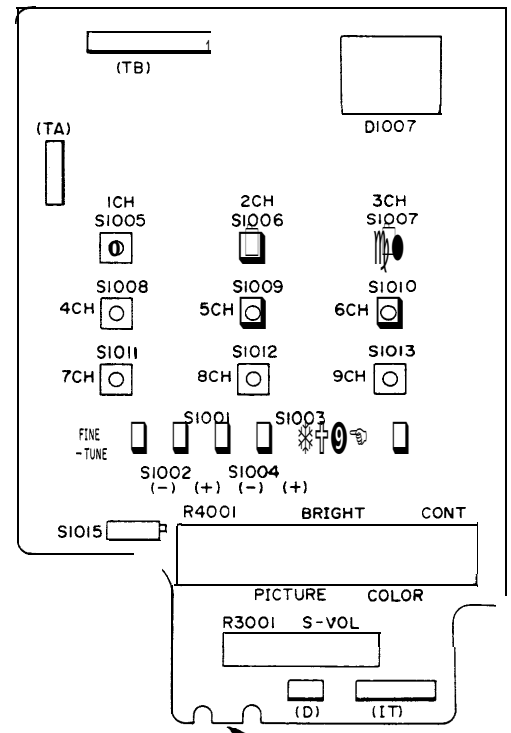 (TB)
D1007
(TA)
1CH 2CH 3CH
S1005 S1006 S1007
S1008 S1009 S1010
4CH 5CH 6CH
S1011 S1012 S1013
7CH 8CH 9CH
S1001 S1003
FINE
-TUNE
S1002 S1004
(-) (+) (-) (+)
R4001 BRIGHT CONT
S1015
PICTURE COLOR
R3001 S-VOL
(D) (IT)